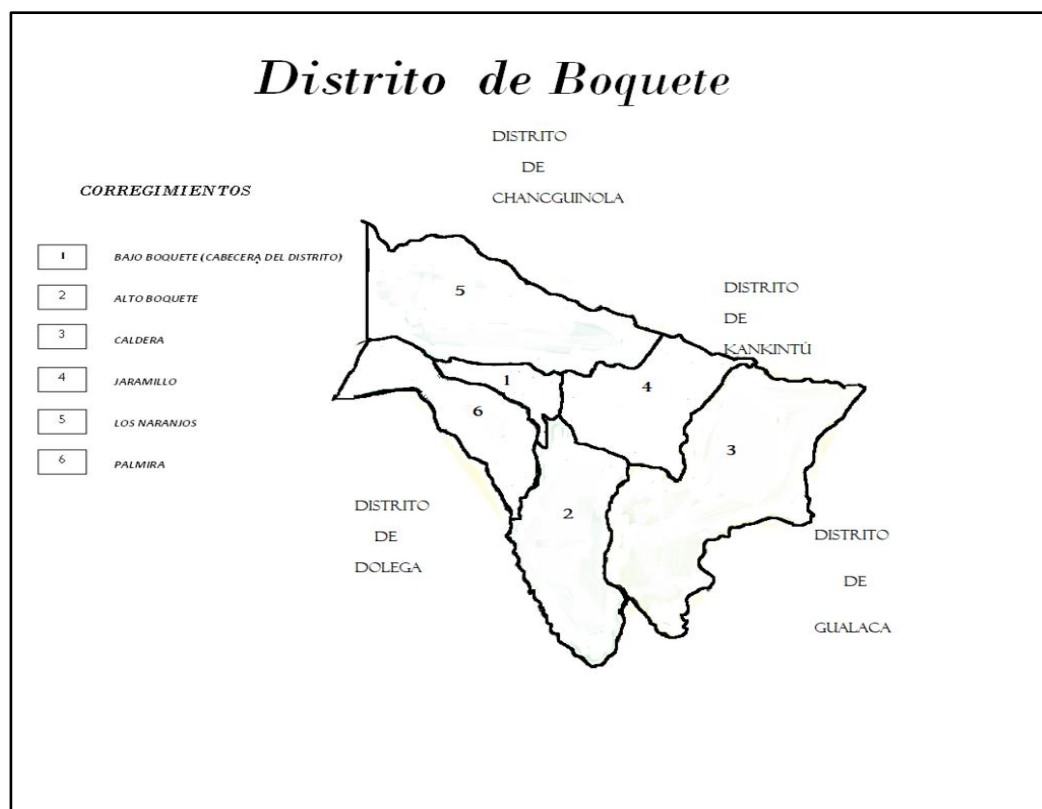 Distrito de Boquete
DISTRITO
DE
CHANCGUINOLA
CORREGIMIENTOS
1 BAJO BOQUETE (CABECERA DEL DISTRITO)
2 ALTO BOQUETE
3 CALDERA
4 JARAMILLO
5 LOS NARANJOS
6 PALMIRA
5
DISTRITO
DE
KANKINTÚ
1
4
6
3
2
DISTRITO
DE
DOLEGA
DISTRITO
DE
GUALACA